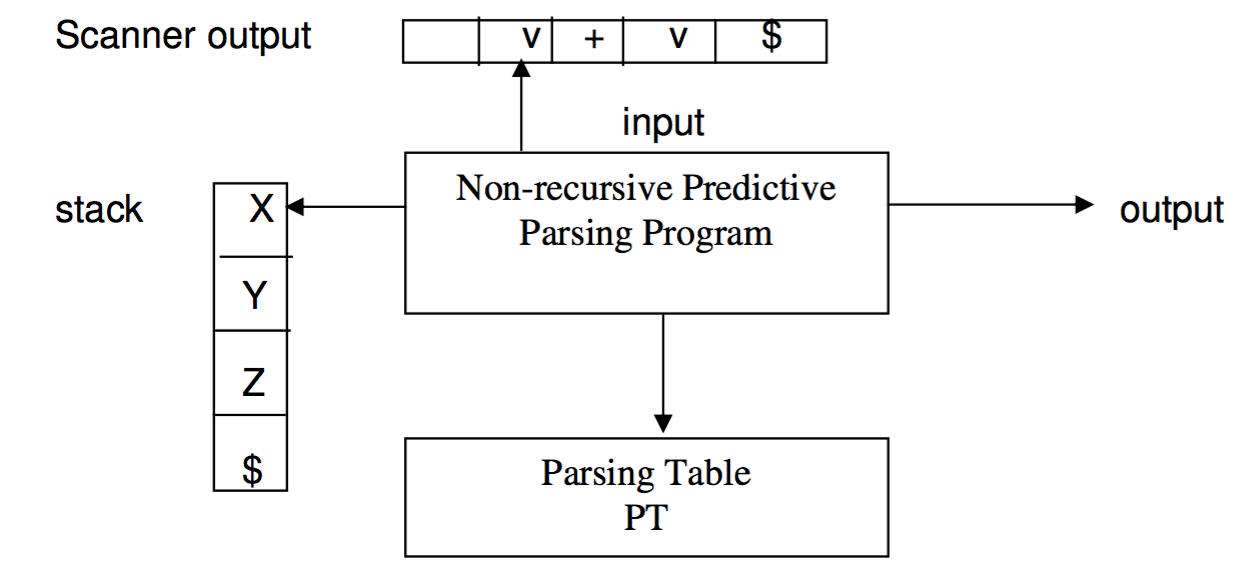 Scanner output
v + v $
input
Non-recursive Predictive
Parsing Program
stack
X
Y
Z
$
output
Parsing Table
PT